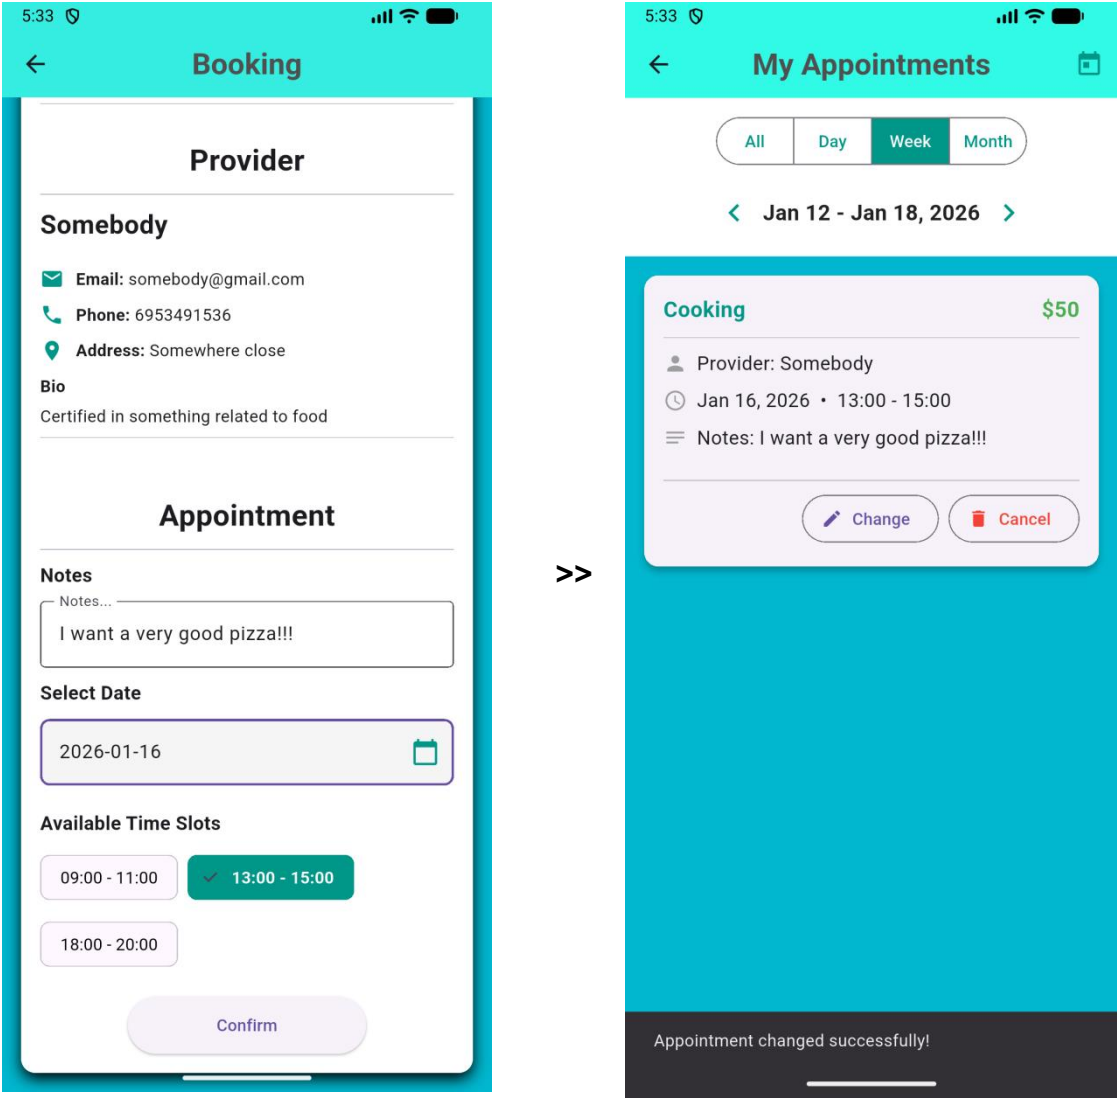 5:33
Booking
Provider
Somebody
Email: somebody@gmail.com
Phone: 6953491536
Address: Somewhere close
Bio
Certified in something related to food
Appointment
Notes
Notes...
I want a very good pizza!!!
Select Date
2026-01-16
Available Time Slots
09:00 - 11:00
13:00 - 15:00
18:00 - 20:00
Confirm
>>
5:33
My Appointments
All
Day
Week
Month
Jan 12 - Jan 18, 2026
Cooking
$50
Provider: Somebody
Jan 16, 2026 • 13:00 - 15:00
Notes: I want a very good pizza!!!
Change
Cancel
Appointment changed successfully!